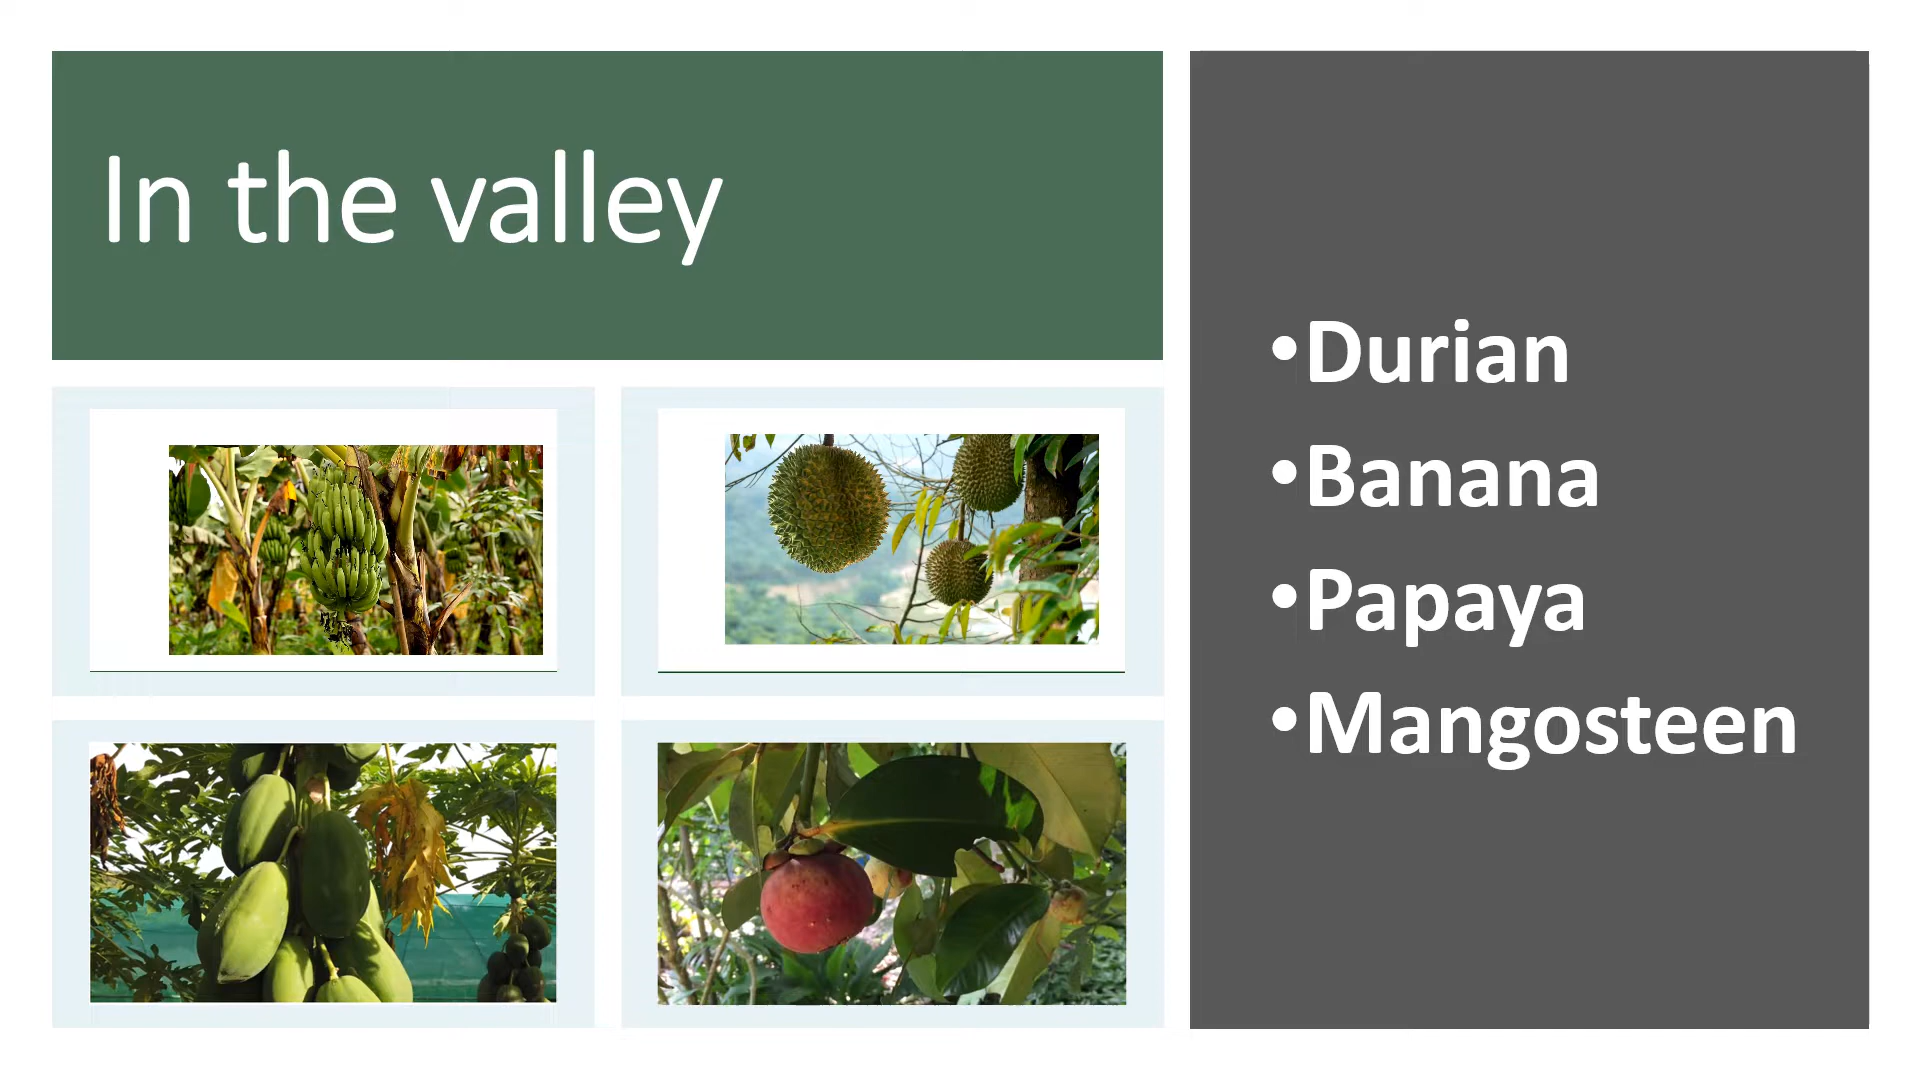 In the valley
•Durian
•Banana
•Papaya
•Mangosteen